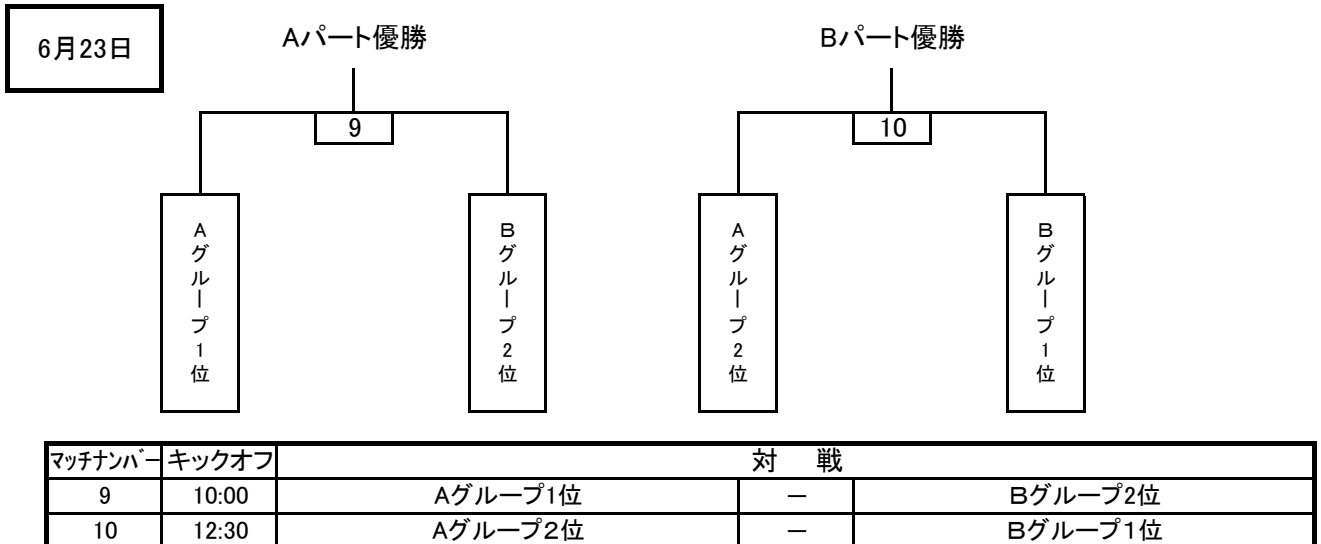 6月23日
Aパート優勝
Bパート優勝
9
10
Aグループ1位
Bグループ2位
Aグループ2位
Bグループ1位
マッチナンバー キックオフ 対 戦
9 10:00 Aグループ1位 － Bグループ2位
10 12:30 Aグループ２位 － Bグループ１位